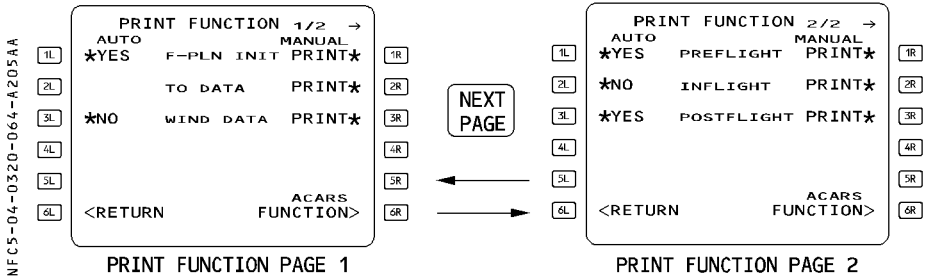 NFC5-04-0320-064-A205AA
PRINT FUNCTION 1/2 →
AUTO MANUAL
1L *YES F-PLN INIT PRINT* 1R
2L TO DATA PRINT* 2R
3L *NO WIND DATA PRINT* 3R
4L 4R
5L 5R
ACARS
6L <RETURN FUNCTION> 6R
PRINT FUNCTION PAGE 1
NEXT
PAGE
PRINT FUNCTION 2/2 →
AUTO MANUAL
1L *YES PREFLIGHT PRINT* 1R
2L *NO INFLIGHT PRINT* 2R
3L *YES POSTFLIGHT PRINT* 3R
4L 4R
5L 5R
ACARS
6L <RETURN FUNCTION> 6R
PRINT FUNCTION PAGE 2